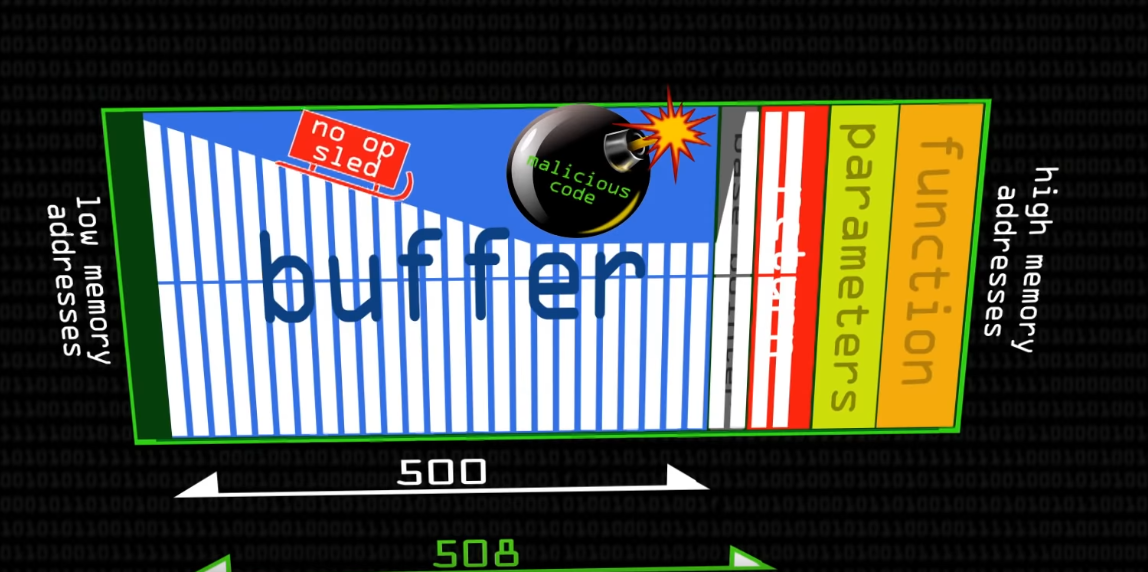 no op
sled
malicious
code
buffer
parameters
function
low memory
addresses
high memory
addresses
500
508